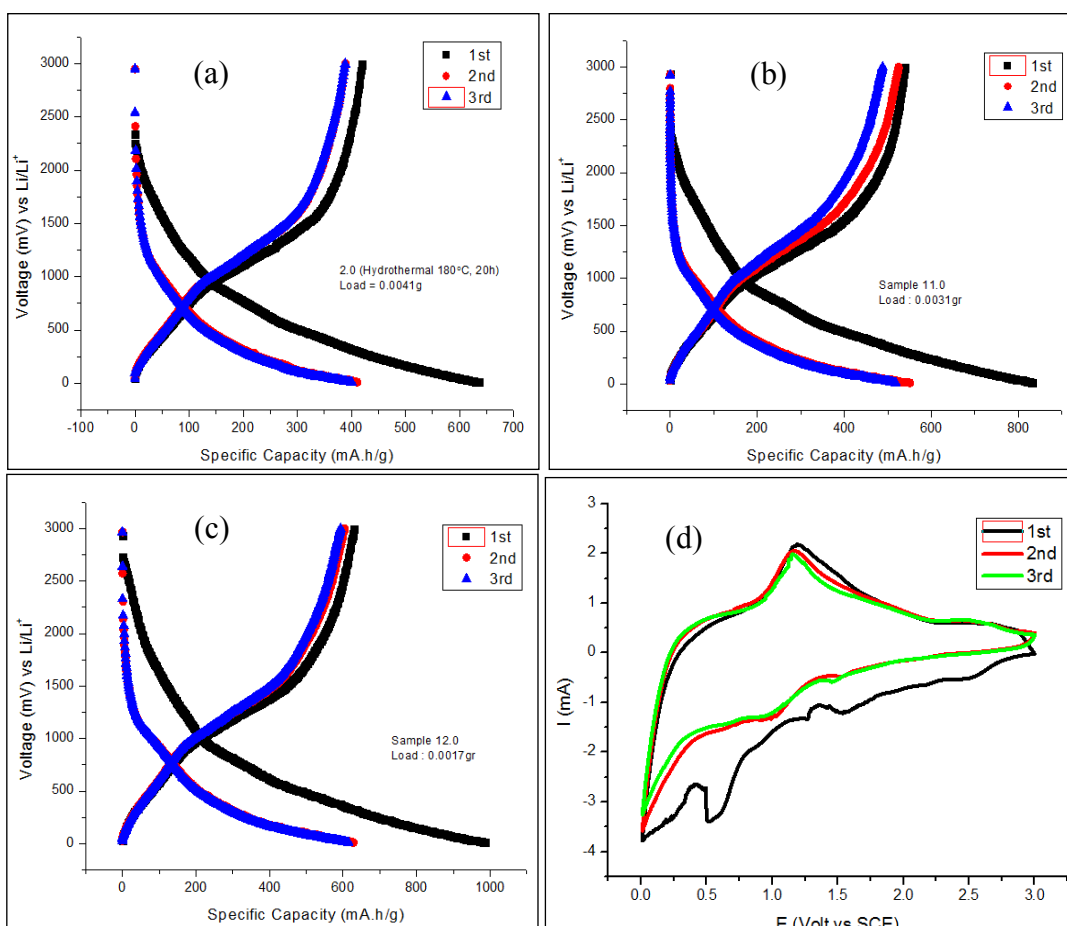 (a)
1st
2nd
3rd
3000
2500
2000
1500
1000
500
0
Voltage (mV) vs Li/Li⁺
2.0 (Hydrothermal 180°C, 20h)
Load = 0.0041g
-100 0 100 200 300 400 500 600 700
Specific Capacity (mA.h/g)
(b)
1st
2nd
3rd
3000
2500
2000
1500
1000
500
0
Voltage (mV) vs Li/Li⁺
Sample 11.0
Load : 0.0031gr
0 200 400 600 800
Specific Capacity (mA.h/g)
(c)
1st
2nd
3rd
3000
2500
2000
1500
1000
500
0
Voltage (mV) vs Li/Li⁺
Sample 12.0
Load : 0.0017gr
0 200 400 600 800 1000
Specific Capacity (mA.h/g)
(d)
1st
2nd
3rd
3
2
1
0
-1
-2
-3
-4
I (mA)
0.0 0.5 1.0 1.5 2.0 2.5 3.0
E (Volt vs SCE)